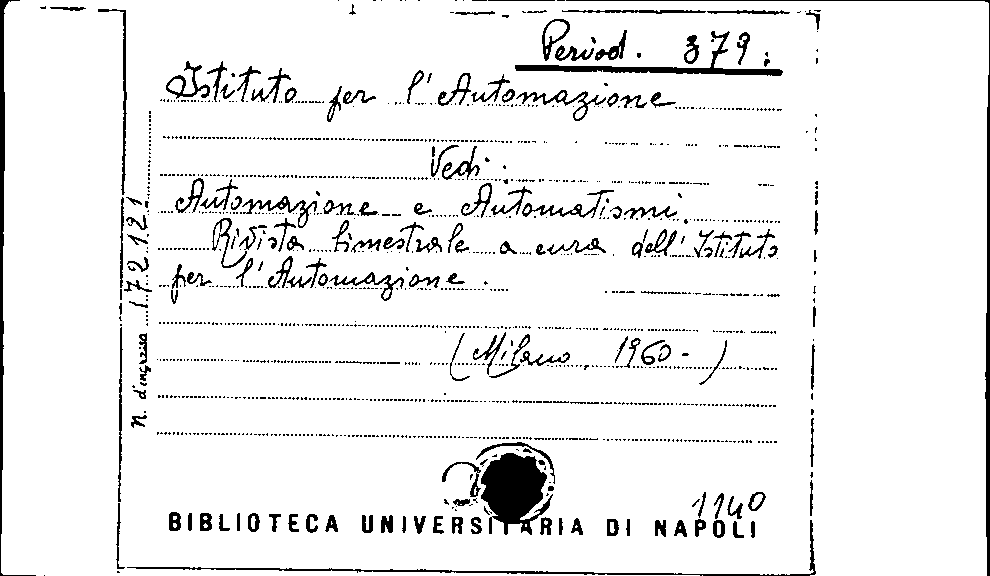 Period. 379.
Istituto per l'Automazione
Vedi:
Automazione e Automatismi.
Rivista bimestrale a cura dell'Istituto
per l'Automazione.
(Milano, 1960- )
N. d'ingresso 172121
1140
BIBLIOTECA UNIVERSITARIA DI NAPOLI